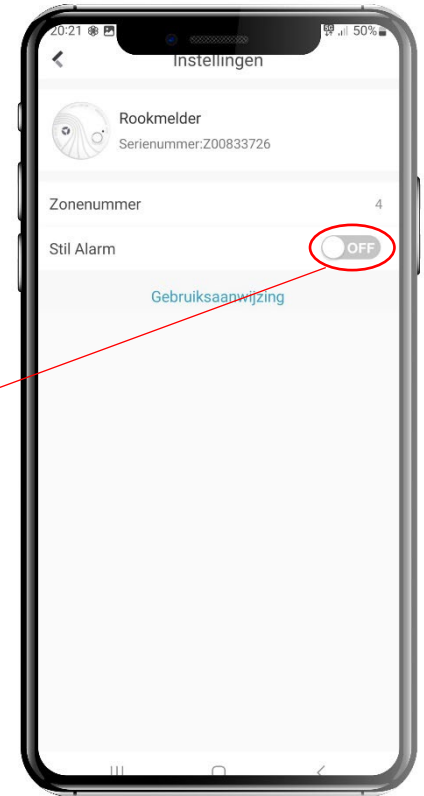 20:21 50%
Instellingen
Rookmelder
Serienummer:Z00833726
Zonenummer 4
Stil Alarm OFF
Gebruiksaanwijzing